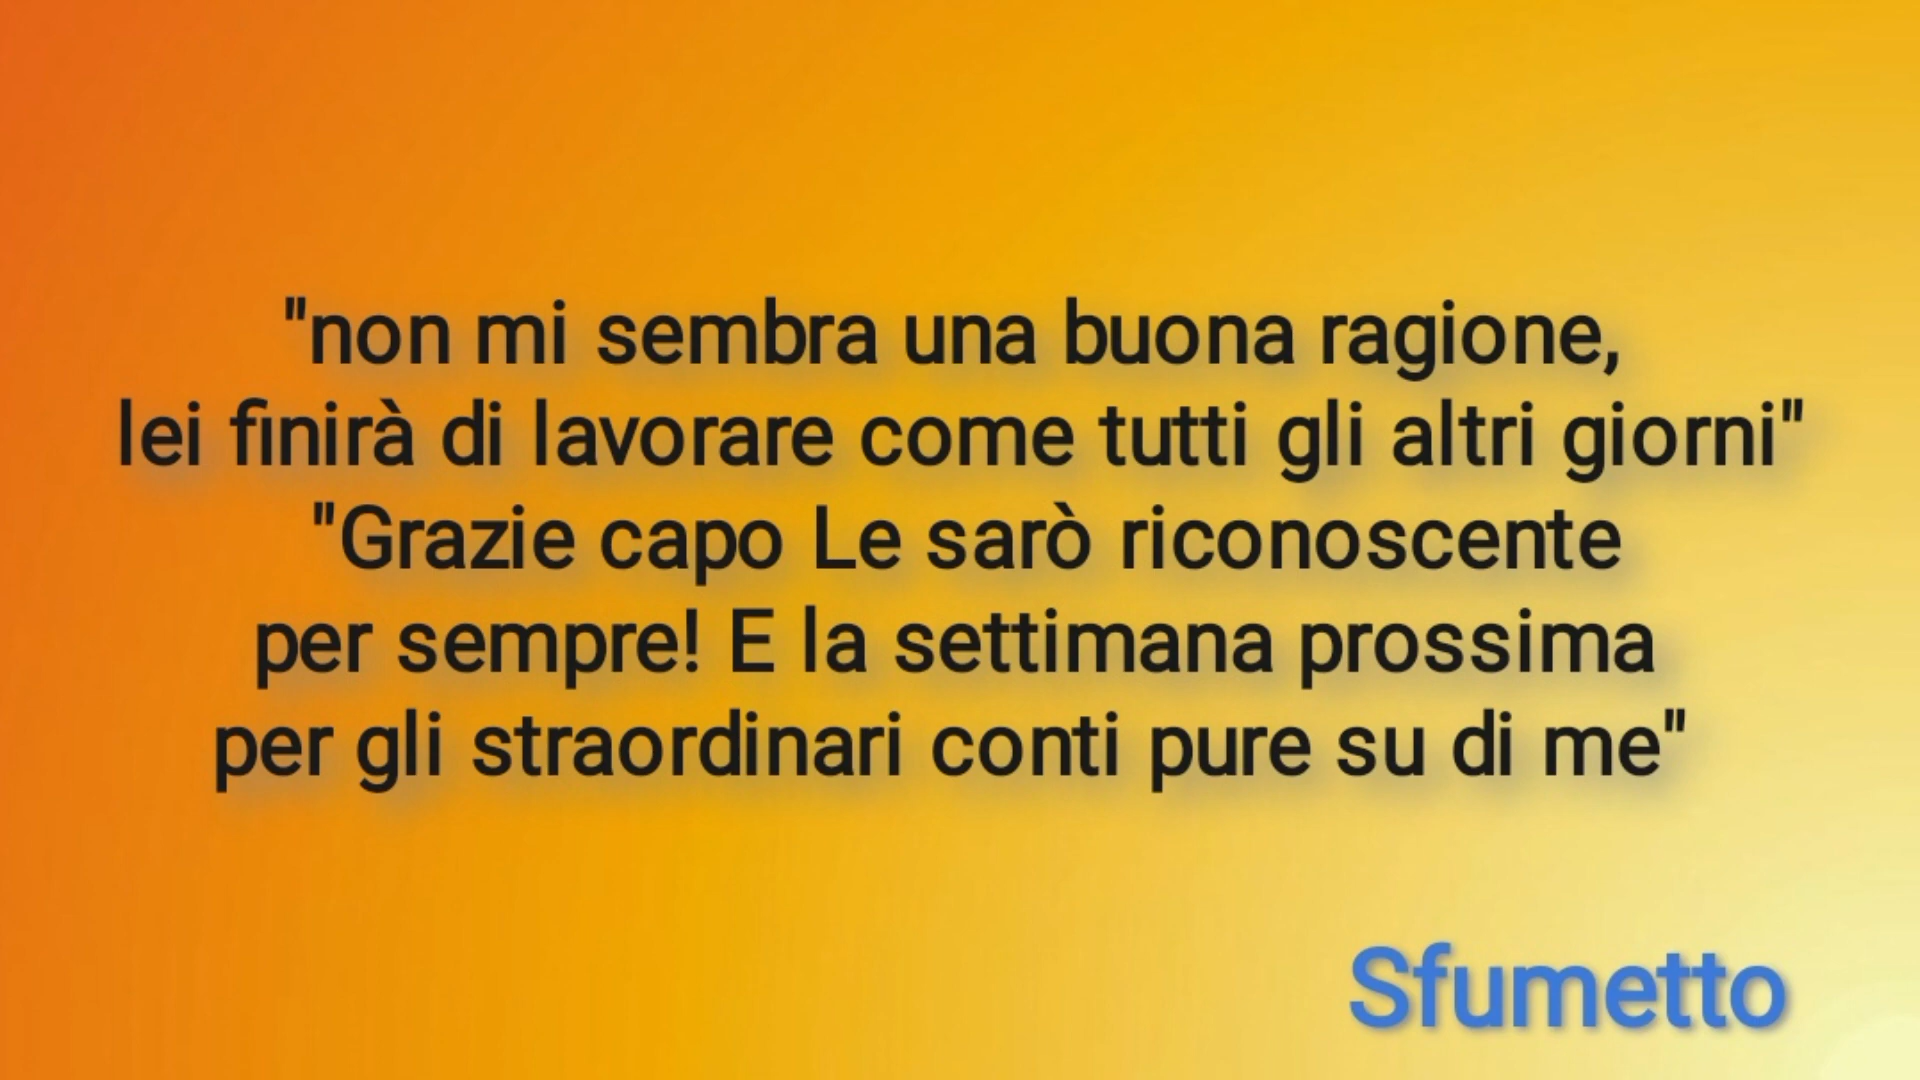 "non mi sembra una buona ragione,
lei finirà di lavorare come tutti gli altri giorni"
"Grazie capo Le sarò riconoscente
per sempre! E la settimana prossima
per gli straordinari conti pure su di me"
Sfumetto